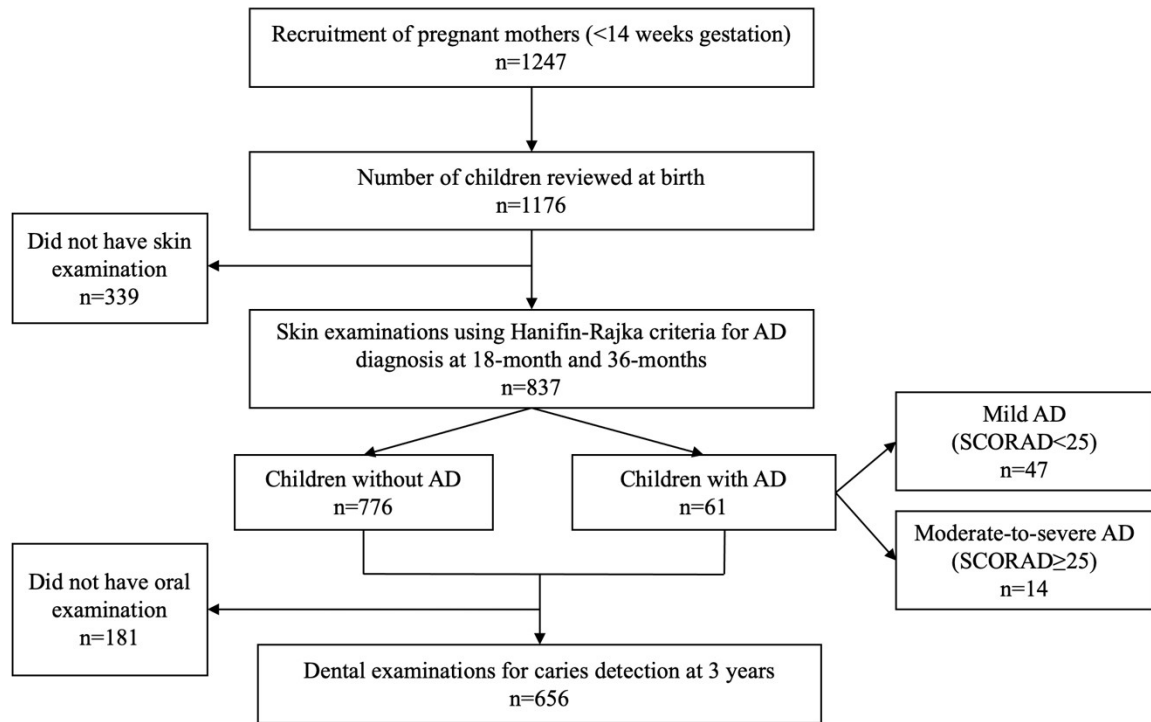 Recruitment of pregnant mothers (<14 weeks gestation)
n=1247
Number of children reviewed at birth
n=1176
Did not have skin
examination
n=339
Skin examinations using Hanifin-Rajka criteria for AD
diagnosis at 18-month and 36-months
n=837
Children without AD
n=776
Children with AD
n=61
Mild AD
(SCORAD<25)
n=47
Moderate-to-severe AD
(SCORAD≥25)
n=14
Did not have oral
examination
n=181
Dental examinations for caries detection at 3 years
n=656